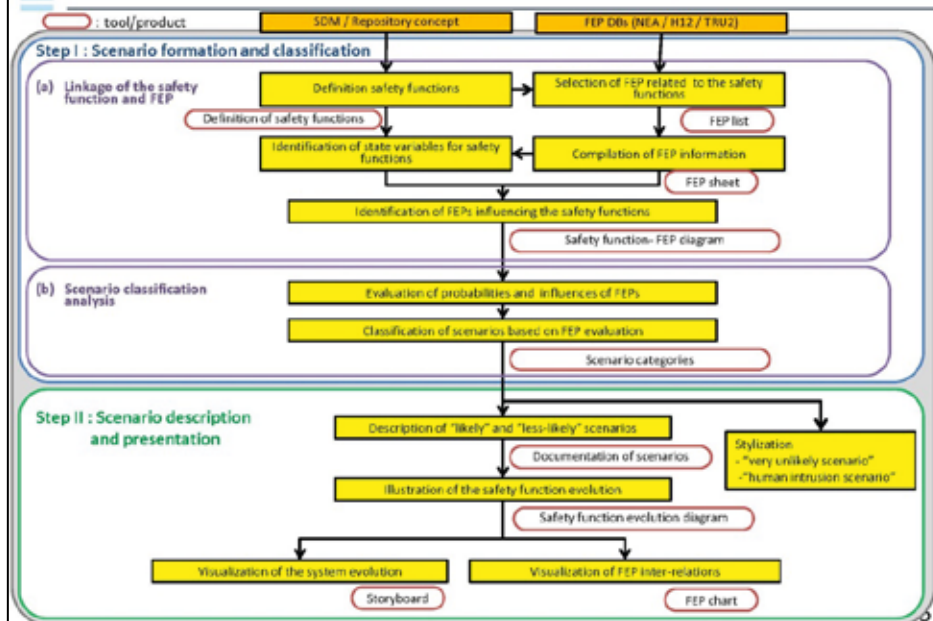 : tool/product
SDM / Repository concept
FEP DBs (NEA / H12 / TRU2)
Step I : Scenario formation and classification
(a) Linkage of the safety
function and FEP
Definition safety functions
Selection of FEP related to the safety
functions
Definition of safety functions
FEP list
Identification of state variables for safety
functions
Compilation of FEP information
FEP sheet
Identification of FEPs influencing the safety functions
Safety function- FEP diagram
(b) Scenario classification
analysis
Evaluation of probabilities and influences of FEPs
Classification of scenarios based on FEP evaluation
Scenario categories
Step II : Scenario description
and presentation
Description of "likely" and "less-likely" scenarios
Stylization
- "very unlikely scenario"
-"human intrusion scenario"
Documentation of scenarios
Illustration of the safety function evolution
Safety function evolution diagram
Visualization of the system evolution
Visualization of FEP inter-relations
Storyboard
FEP chart